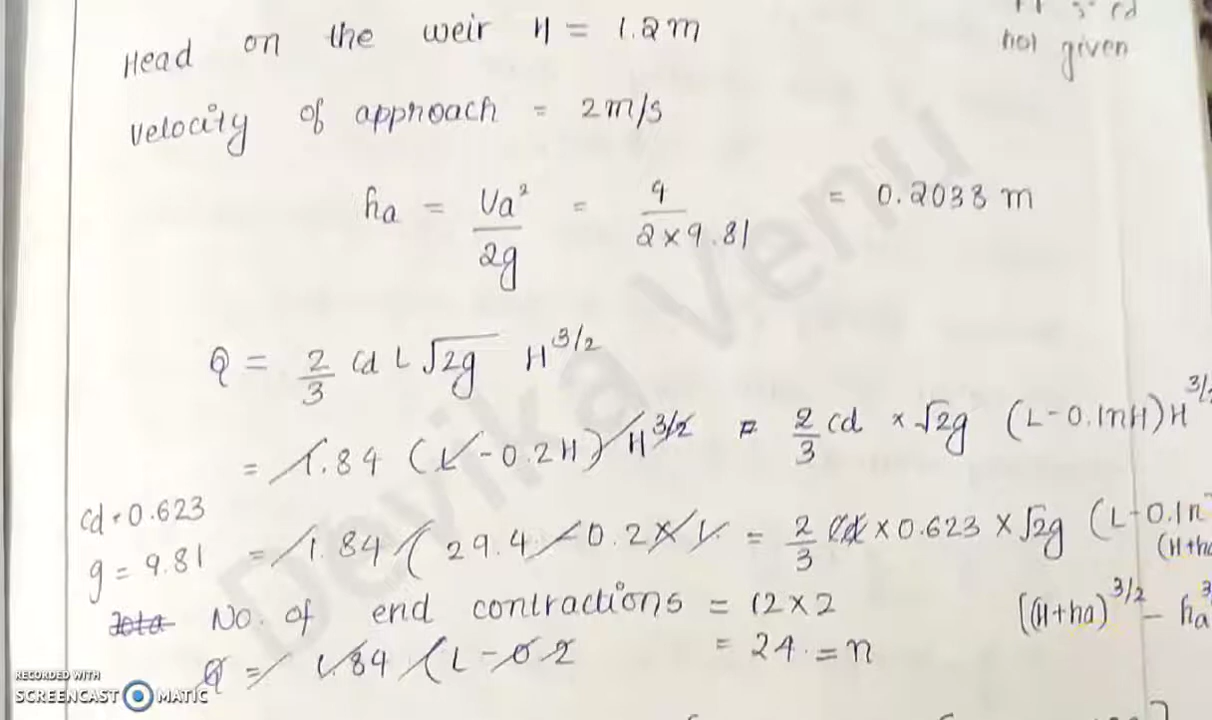 Head on the weir H = 1.2m
not given
velocity of approach = 2m/s
ha = Va² / 2g = 4 / 2×9.81 = 0.2038 m
Q = 2/3 Cd L √2g H^3/2
= 1.84 (L-0.2H) H^3/2 = 2/3 cd × √2g (L-0.1nH)H^3/2
Cd = 0.623
g = 9.81
= 1.84 ( 29.4 - 0.2 × 1. = 2/3 Cd × 0.623 × √2g (L-0.1n
(H+ha
No. of end contractions = 12×2
[(H+ha)^3/2 - ha^3
Q = 1.84 (L-0 2
= 24. = n
RECORDED WITH
SCREENCAST MATIC
Devika Venu